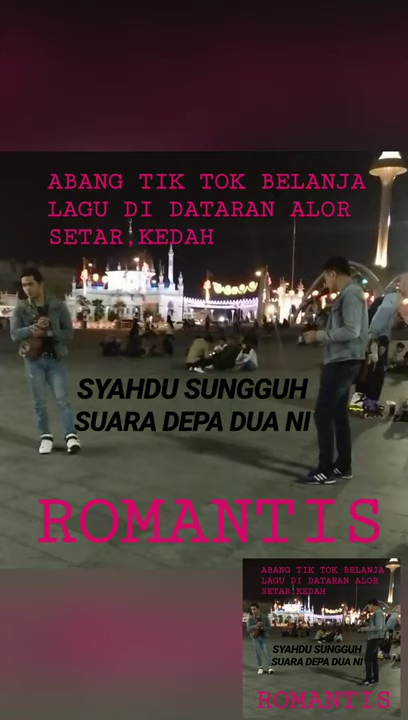 ABANG TIK TOK BELANJA
LAGU DI DATARAN ALOR
SETAR,KEDAH
SYAHDU SUNGGUH
SUARA DEPA DUA NI
ROMANTIS
ABANG TIK TOK BELANJA
LAGU DI DATARAN ALOR
SETAR,KEDAH
SYAHDU SUNGGUH
SUARA DEPA DUA NI
ROMANTIS